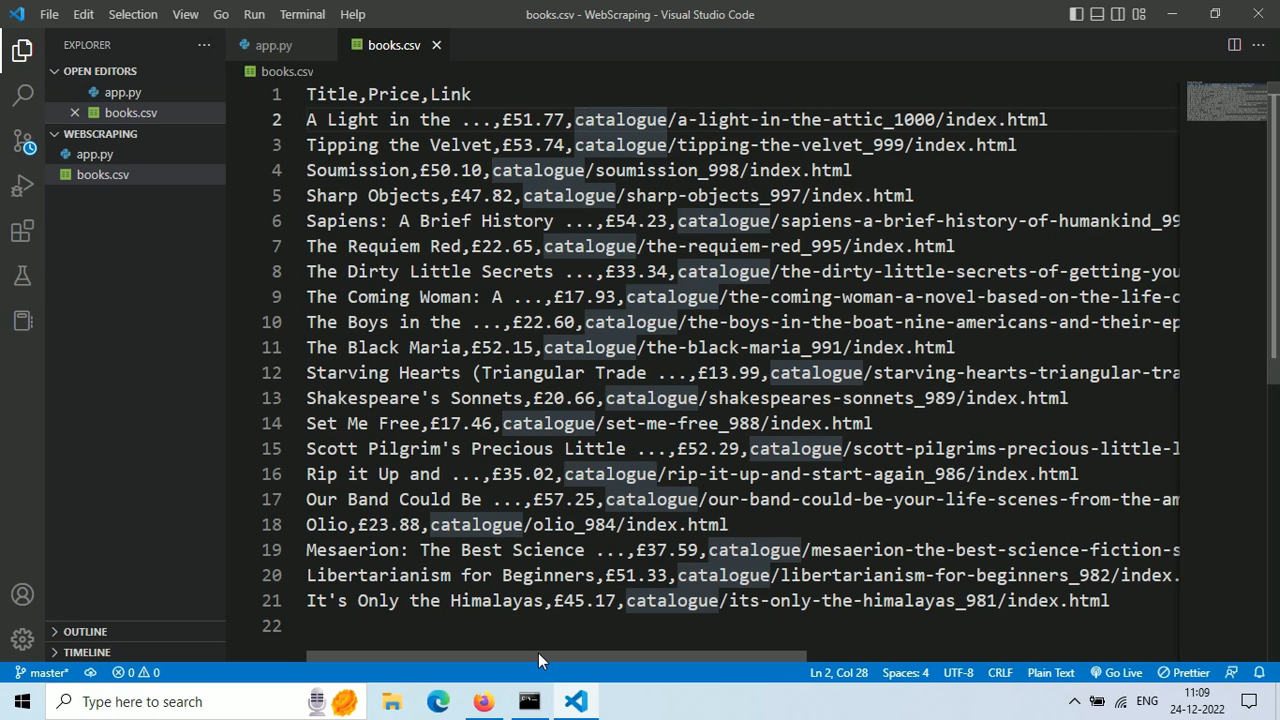 File Edit Selection View Go Run Terminal Help books.csv - WebScraping - Visual Studio Code
EXPLORER
app.py books.csv
OPEN EDITORS
books.csv
app.py
books.csv
WEBSCRAPING
app.py
books.csv
1 Title,Price,Link
2 A Light in the ...,£51.77,catalogue/a-light-in-the-attic_1000/index.html
3 Tipping the Velvet,£53.74,catalogue/tipping-the-velvet_999/index.html
4 Soumission,£50.10,catalogue/soumission_998/index.html
5 Sharp Objects,£47.82,catalogue/sharp-objects_997/index.html
6 Sapiens: A Brief History ...,£54.23,catalogue/sapiens-a-brief-history-of-humankind_99
7 The Requiem Red,£22.65,catalogue/the-requiem-red_995/index.html
8 The Dirty Little Secrets ...,£33.34,catalogue/the-dirty-little-secrets-of-getting-you
9 The Coming Woman: A ...,£17.93,catalogue/the-coming-woman-a-novel-based-on-the-life-o
10 The Boys in the ...,£22.60,catalogue/the-boys-in-the-boat-nine-americans-and-their-ep
11 The Black Maria,£52.15,catalogue/the-black-maria_991/index.html
12 Starving Hearts (Triangular Trade ...,£13.99,catalogue/starving-hearts-triangular-tra
13 Shakespeare's Sonnets,£20.66,catalogue/shakespeares-sonnets_989/index.html
14 Set Me Free,£17.46,catalogue/set-me-free_988/index.html
15 Scott Pilgrim's Precious Little ...,£52.29,catalogue/scott-pilgrims-precious-little-l
16 Rip it Up and ...,£35.02,catalogue/rip-it-up-and-start-again_986/index.html
17 Our Band Could Be ...,£57.25,catalogue/our-band-could-be-your-life-scenes-from-the-am
18 Olio,£23.88,catalogue/olio_984/index.html
19 Mesaerion: The Best Science ...,£37.59,catalogue/mesaerion-the-best-science-fiction-s
20 Libertarianism for Beginners,£51.33,catalogue/libertarianism-for-beginners_982/index.
21 It's Only the Himalayas,£45.17,catalogue/its-only-the-himalayas_981/index.html
22
OUTLINE
TIMELINE
master* 0 0 Ln 2, Col 28 Spaces: 4 UTF-8 CRLF Plain Text Go Live Prettier
Type here to search ENG 11:09
24-12-2022